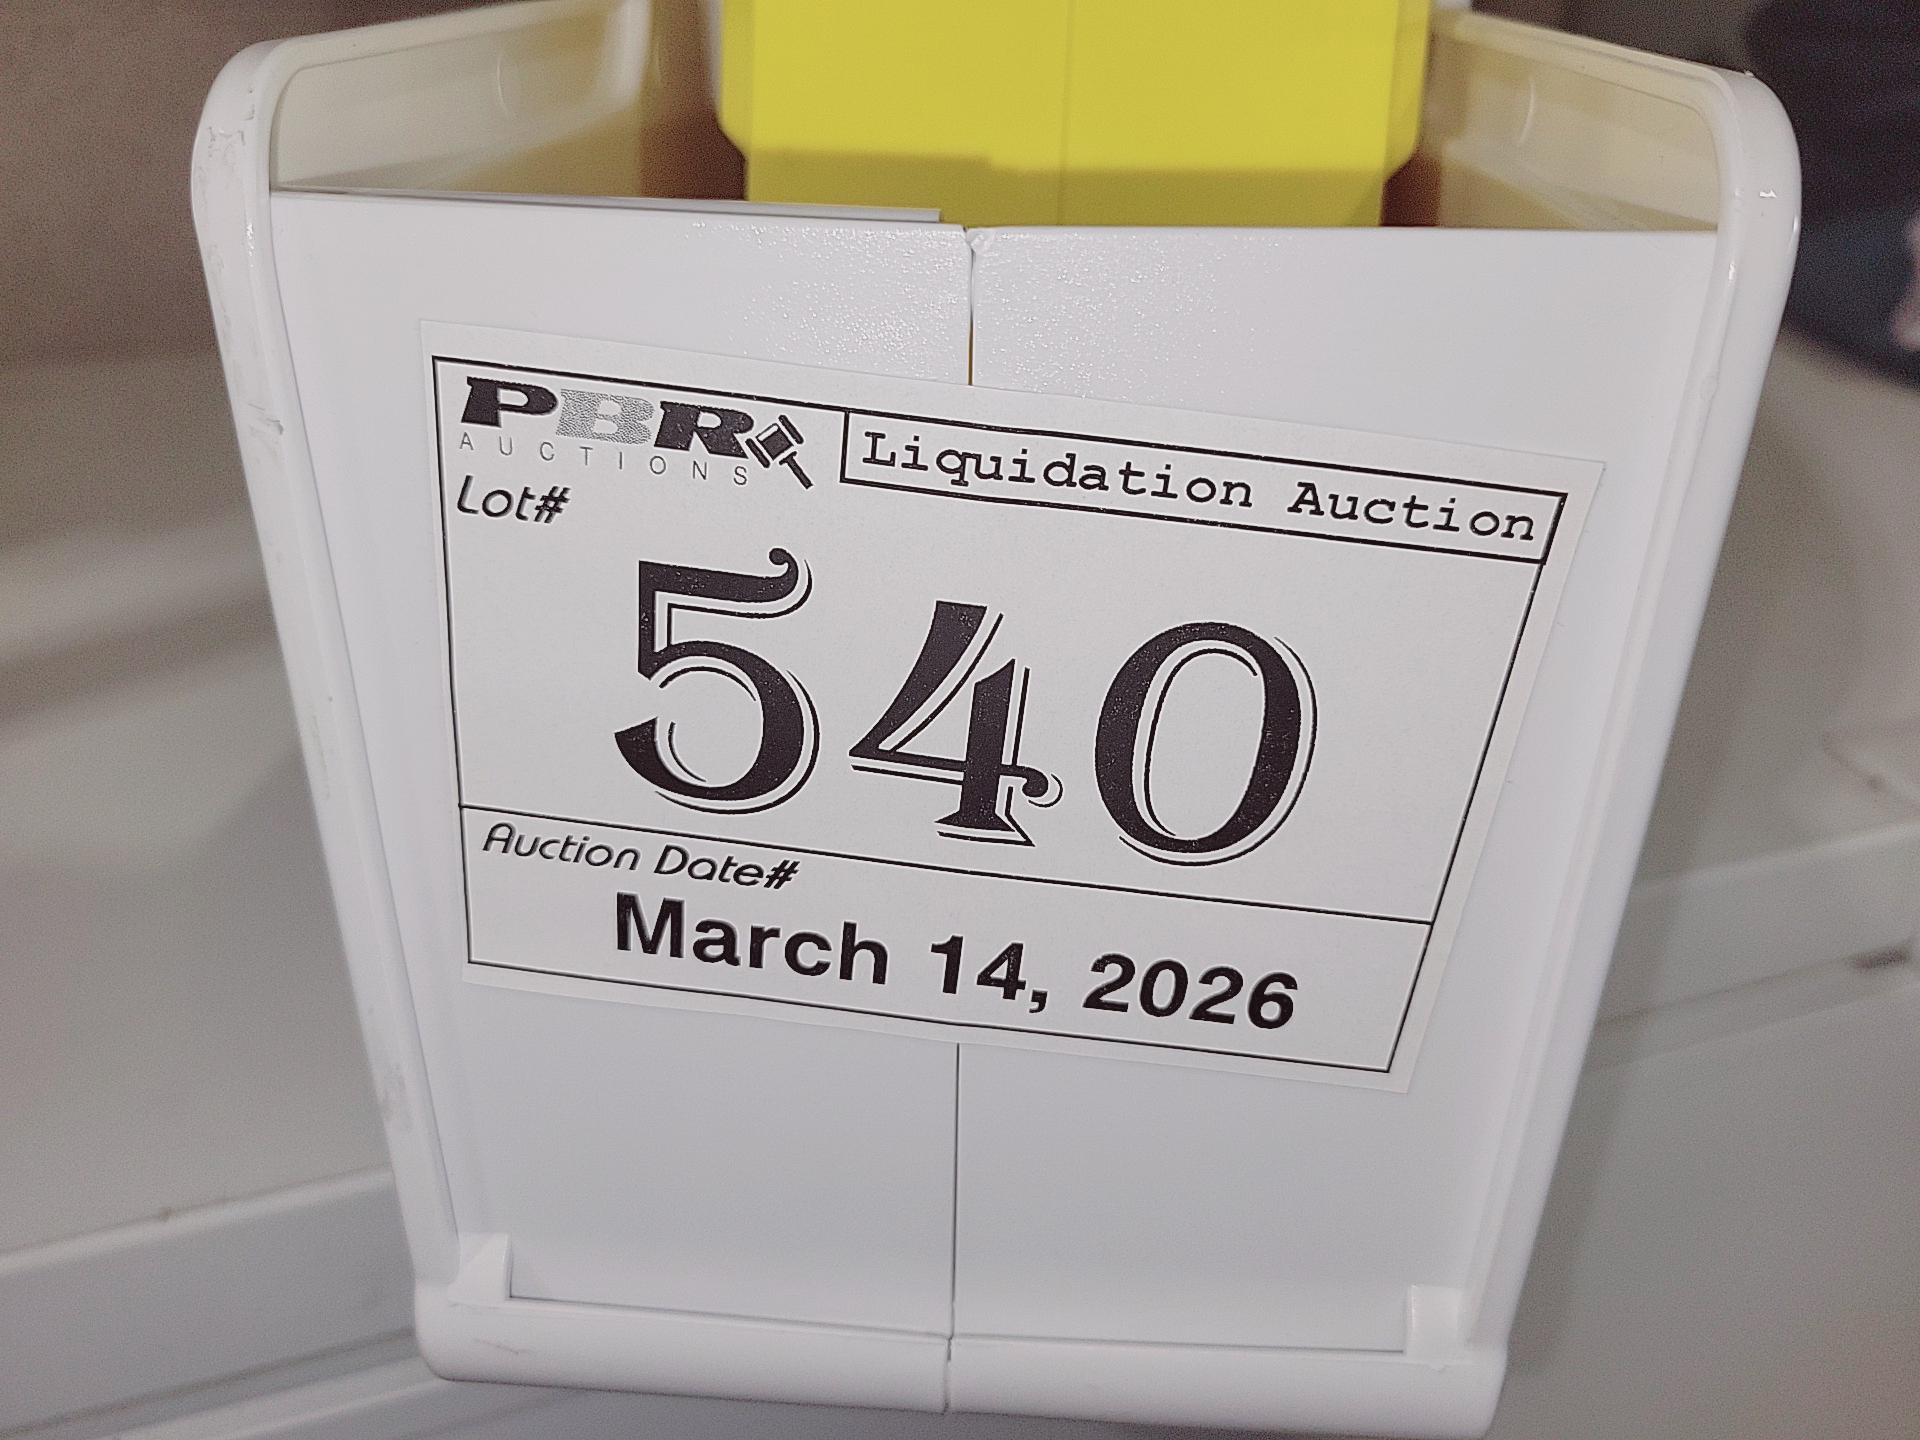 PBR
AUCTIONS
Liquidation Auction
Lot#
540
Auction Date#
March 14, 2026